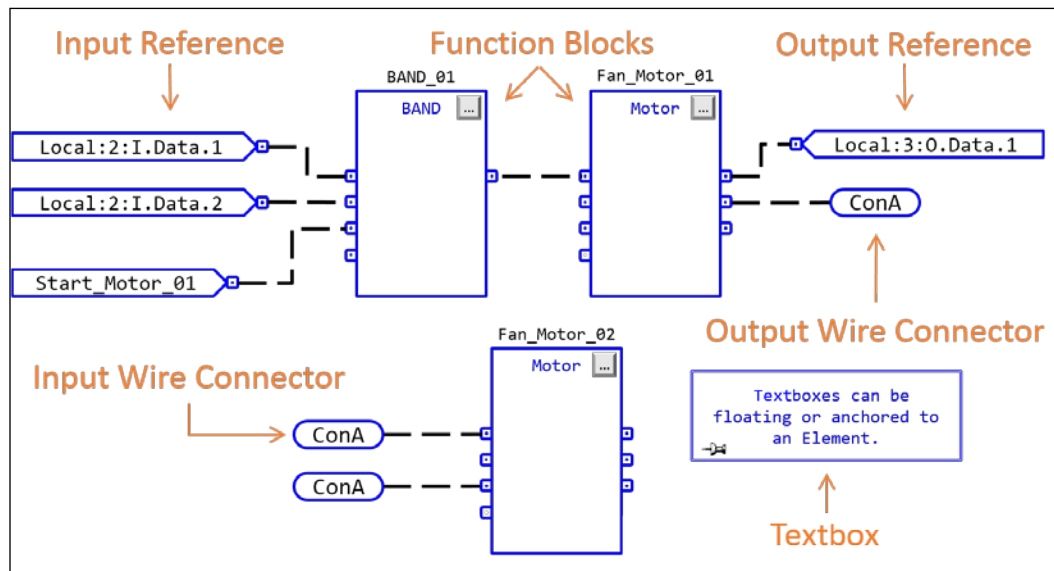 Input Reference
Function Blocks
Output Reference
BAND_01
Fan_Motor_01
BAND
...
Motor
...
Local:2:I.Data.1
Local:3:O.Data.1
Local:2:I.Data.2
ConA
Start_Motor_01
Fan_Motor_02
Output Wire Connector
Motor
...
Input Wire Connector
Textboxes can be
floating or anchored to
an Element.
ConA
ConA
Textbox